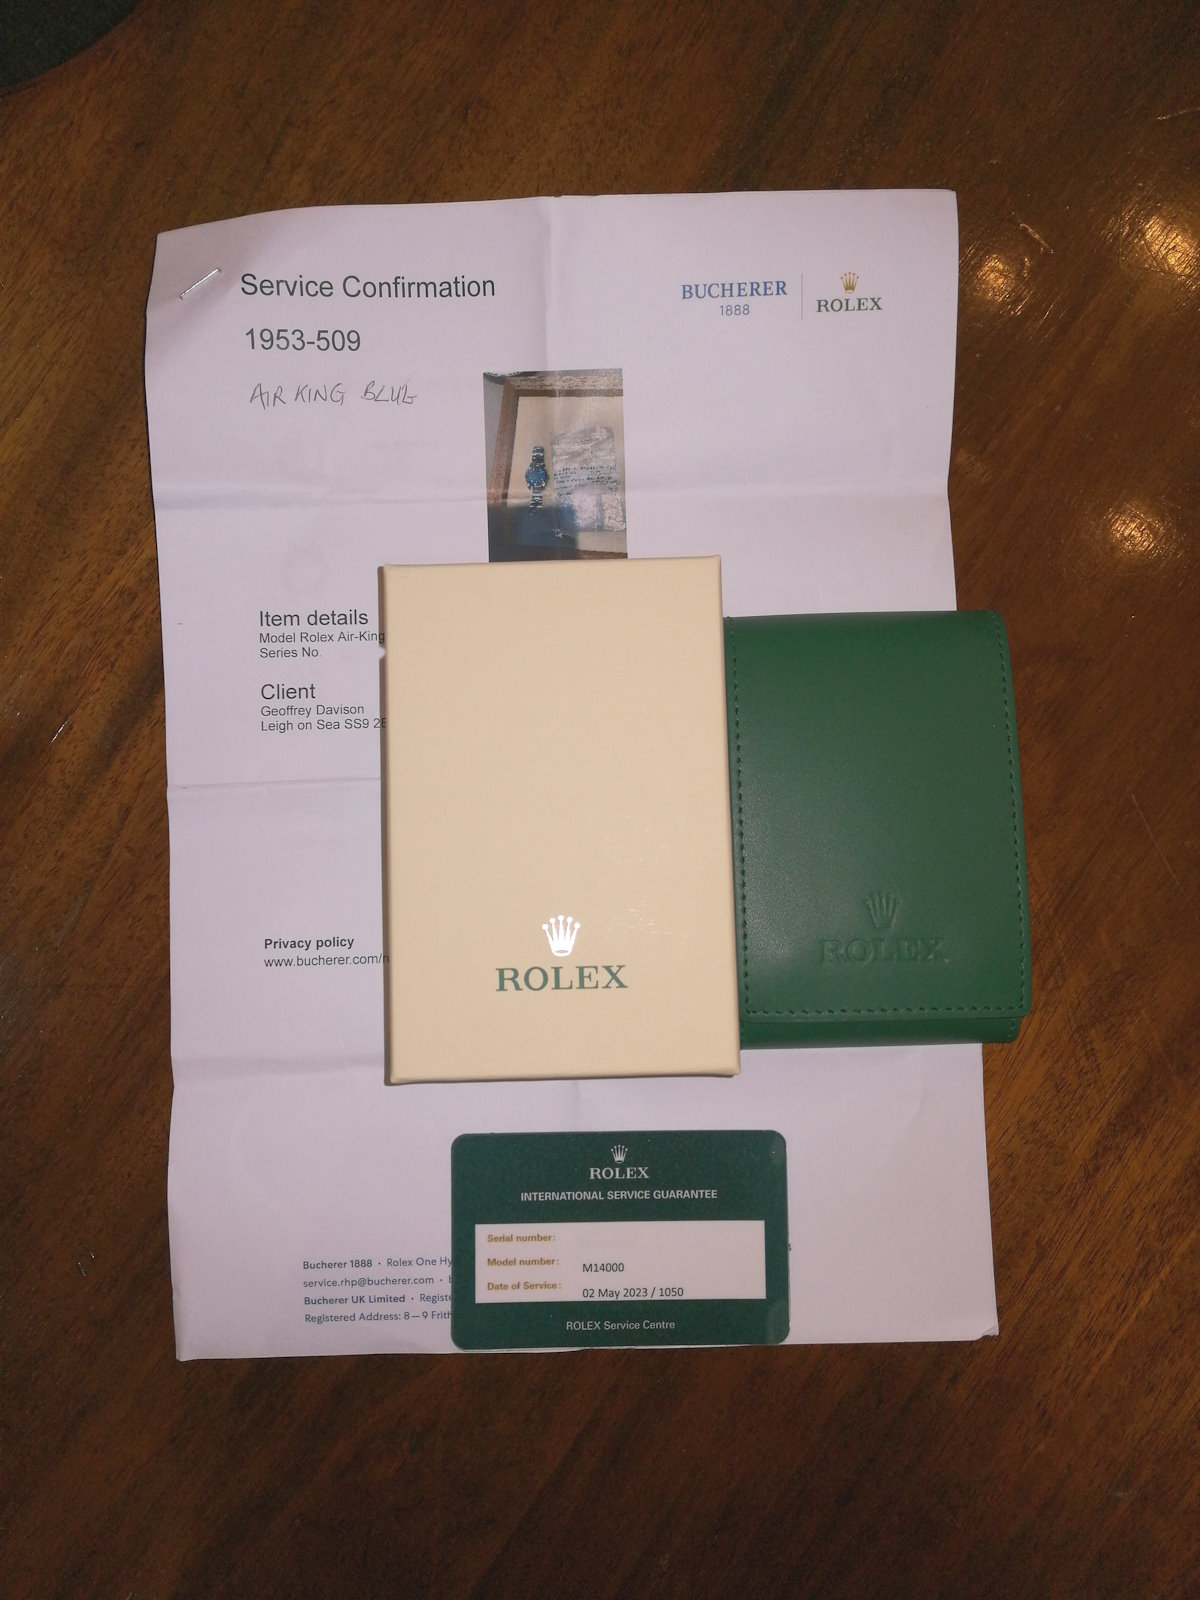 Service Confirmation
BUCHERER
1888
ROLEX
1953-509
AIR KING BLUE
Item details
Model Rolex Air-King
Series No.
Client
Geoffrey Davison
Leigh on Sea SS9
Privacy policy
www.bucherer.com/
ROLEX
ROLEX
ROLEX
INTERNATIONAL SERVICE GUARANTEE
Serial number:
Model number: M14000
Date of Service: 02 May 2023 / 1050
ROLEX Service Centre
Bucherer 1888 · Rolex One Hy
service.rhp@bucherer.com ·
Bucherer UK Limited · Registe
Registered Address: 8 — 9 Frith